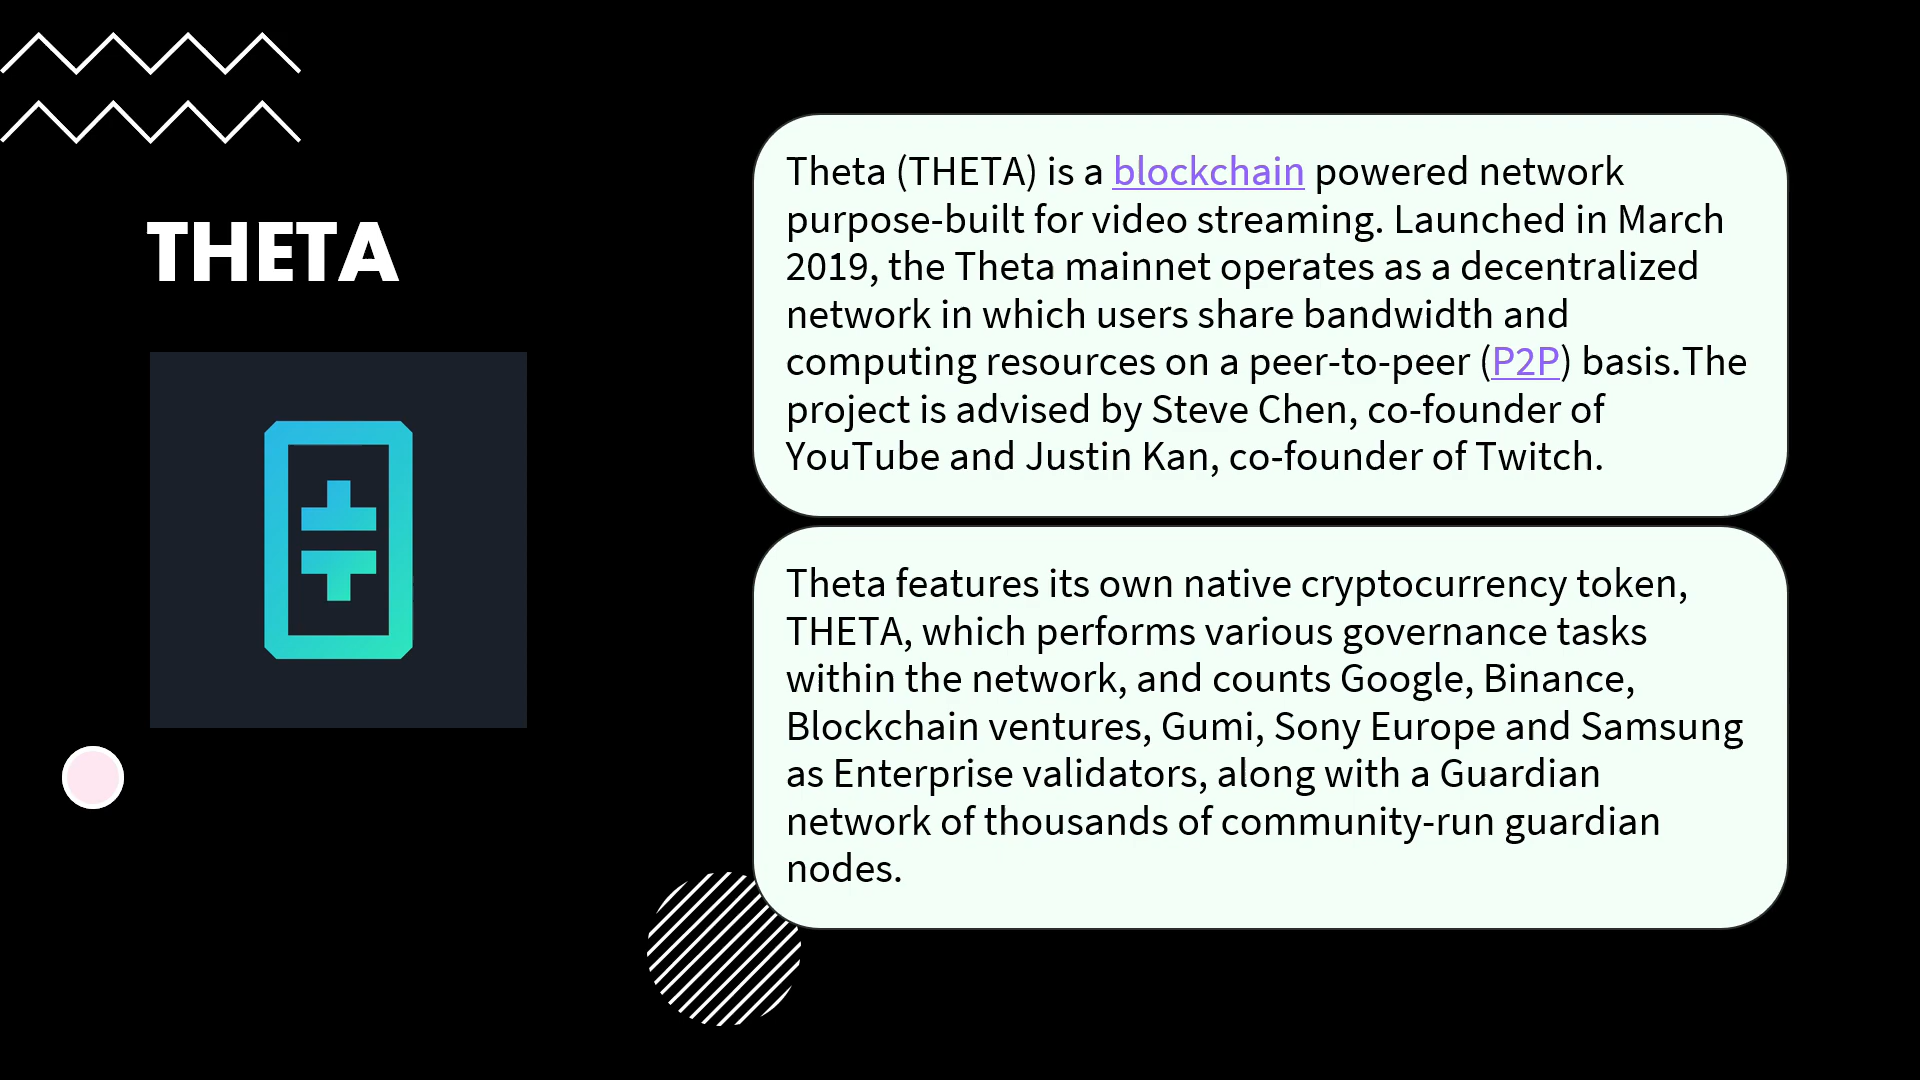 THETA
Theta (THETA) is a blockchain powered network
purpose-built for video streaming. Launched in March
2019, the Theta mainnet operates as a decentralized
network in which users share bandwidth and
computing resources on a peer-to-peer (P2P) basis.The
project is advised by Steve Chen, co-founder of
YouTube and Justin Kan, co-founder of Twitch.
Theta features its own native cryptocurrency token,
THETA, which performs various governance tasks
within the network, and counts Google, Binance,
Blockchain ventures, Gumi, Sony Europe and Samsung
as Enterprise validators, along with a Guardian
network of thousands of community-run guardian
nodes.